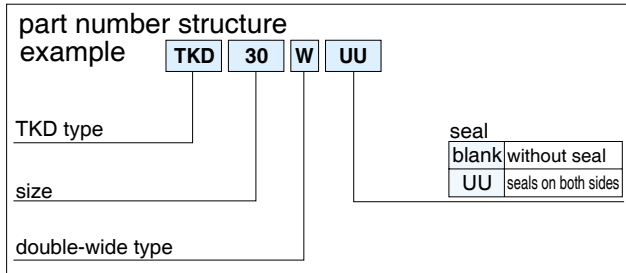 part number structure
example TKD 30 W UU
TKD type
seal
blank without seal
UU seals on both sides
size
double-wide type